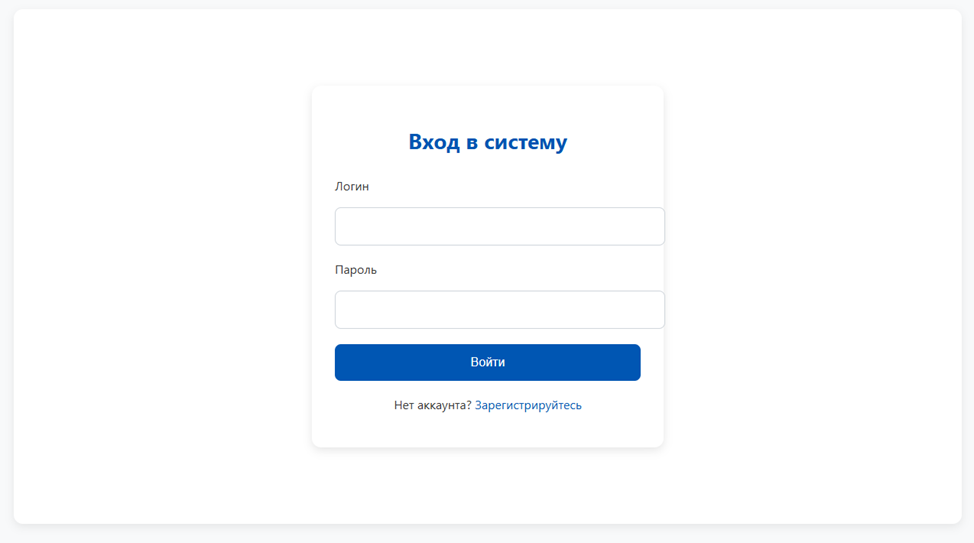 Вход в систему
Логин
Пароль
Войти
Нет аккаунта? Зарегистрируйтесь